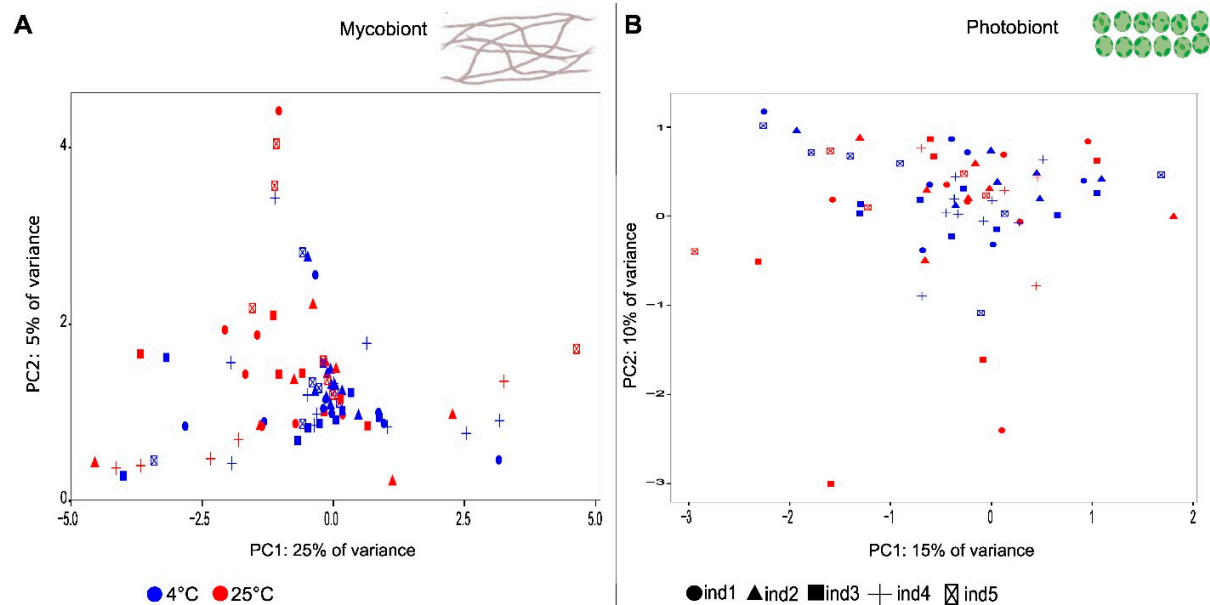 A
Mycobiont
PC2: 5% of variance
4
2
0
−5.0
−2.5
0.0
2.5
5.0
PC1: 25% of variance
4°C
25°C
B
Photobiont
PC2: 10% of variance
1
0
−1
−2
−3
−3
−2
−1
0
1
2
PC1: 15% of variance
ind1
ind2
ind3
ind4
ind5